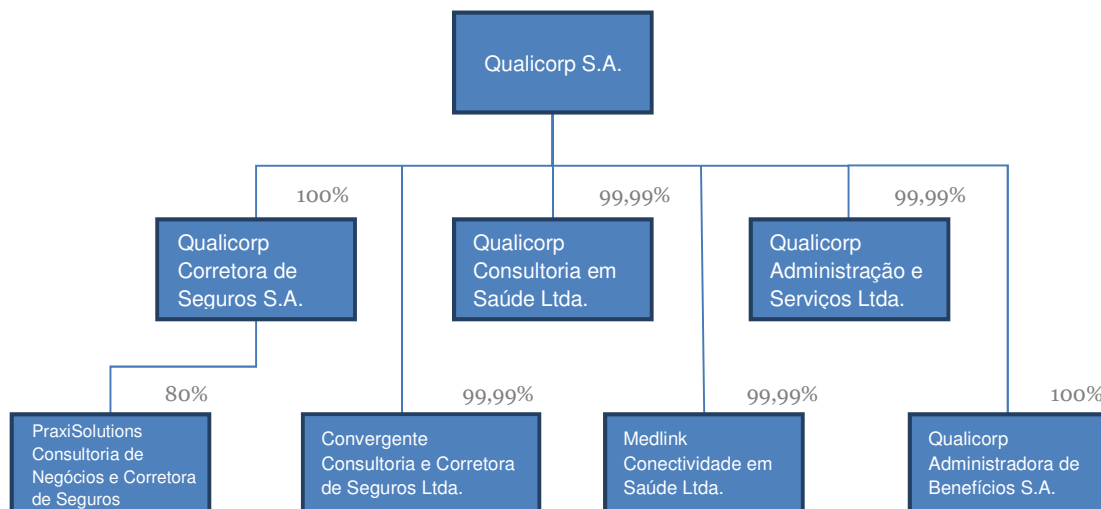 Qualicorp S.A.
100%
99,99%
99,99%
Qualicorp
Corretora de
Seguros S.A.
Qualicorp
Consultoria em
Saúde Ltda.
Qualicorp
Administração e
Serviços Ltda.
80%
99,99%
99,99%
100%
PraxiSolutions
Consultoria de
Negócios e Corretora
de Seguros
Convergente
Consultoria e Corretora
de Seguros Ltda.
Medlink
Conectividade em
Saúde Ltda.
Qualicorp
Administradora de
Benefícios S.A.